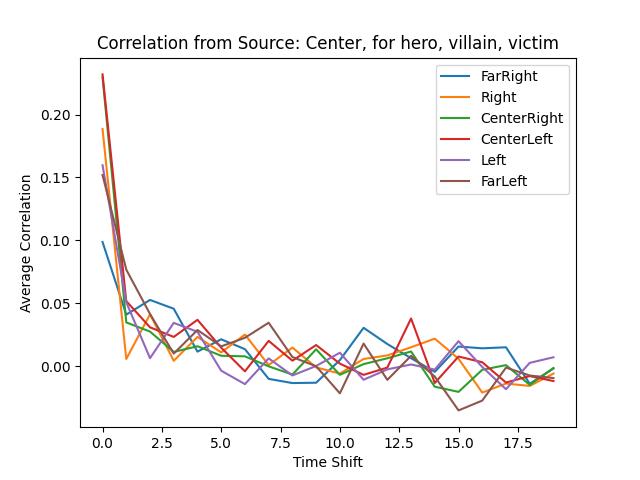 Correlation from Source: Center, for hero, villain, victim
FarRight
Right
CenterRight
CenterLeft
Left
FarLeft
Average Correlation
0.20
0.15
0.10
0.05
0.00
0.0 2.5 5.0 7.5 10.0 12.5 15.0 17.5
Time Shift